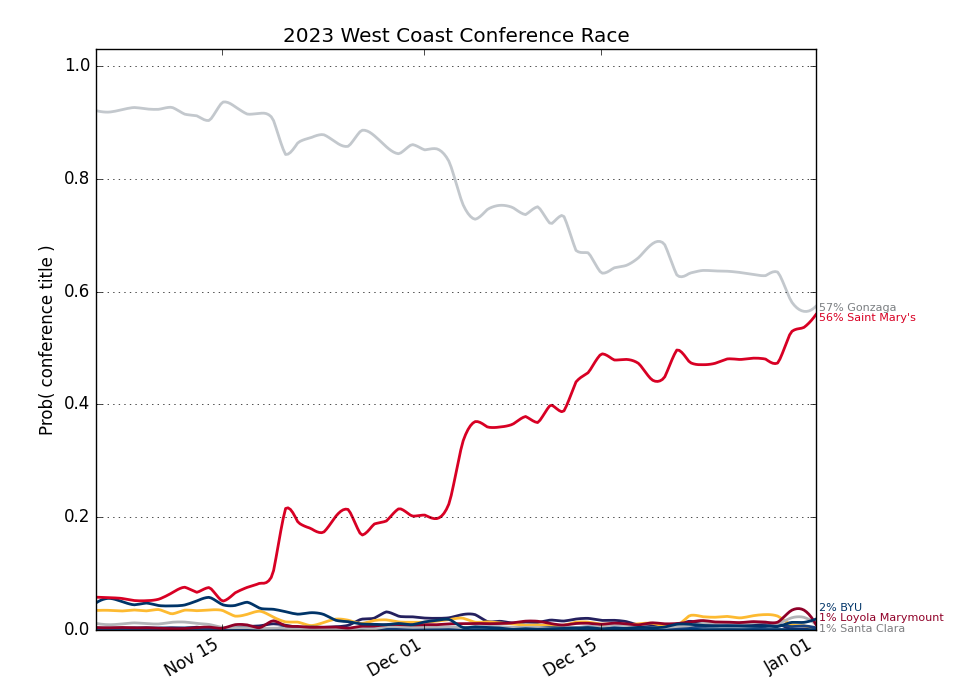 2023 West Coast Conference Race
1.0
0.8
0.6
0.4
0.2
0.0
Prob( conference title )
57% Gonzaga
56% Saint Mary's
2% BYU
1% Loyola Marymount
1% Santa Clara
Nov 15
Dec 01
Dec 15
Jan 01